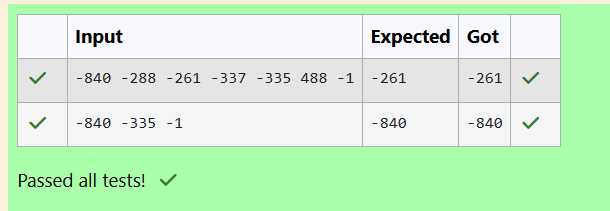 Input Expected Got
-840 -288 -261 -337 -335 488 -1 -261 -261
-840 -335 -1 -840 -840
Passed all tests!